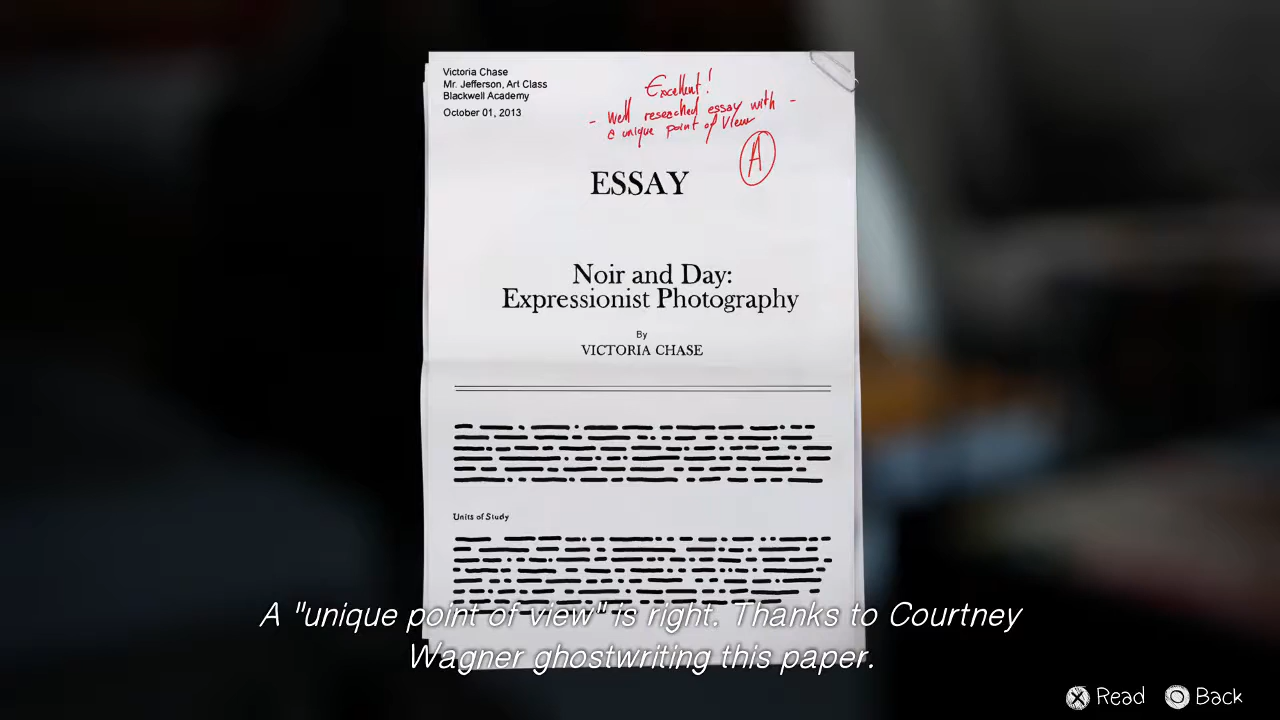 Victoria Chase
Mr. Jefferson, Art Class
Blackwell Academy
October 01, 2013
Excellent!
- Well reseached essay with -
a unique point of View
A
ESSAY
Noir and Day:
Expressionist Photography
By
VICTORIA CHASE
Units of Study
A "unique point of view" is right. Thanks to Courtney
Wagner ghostwriting this paper.
X Read O Back